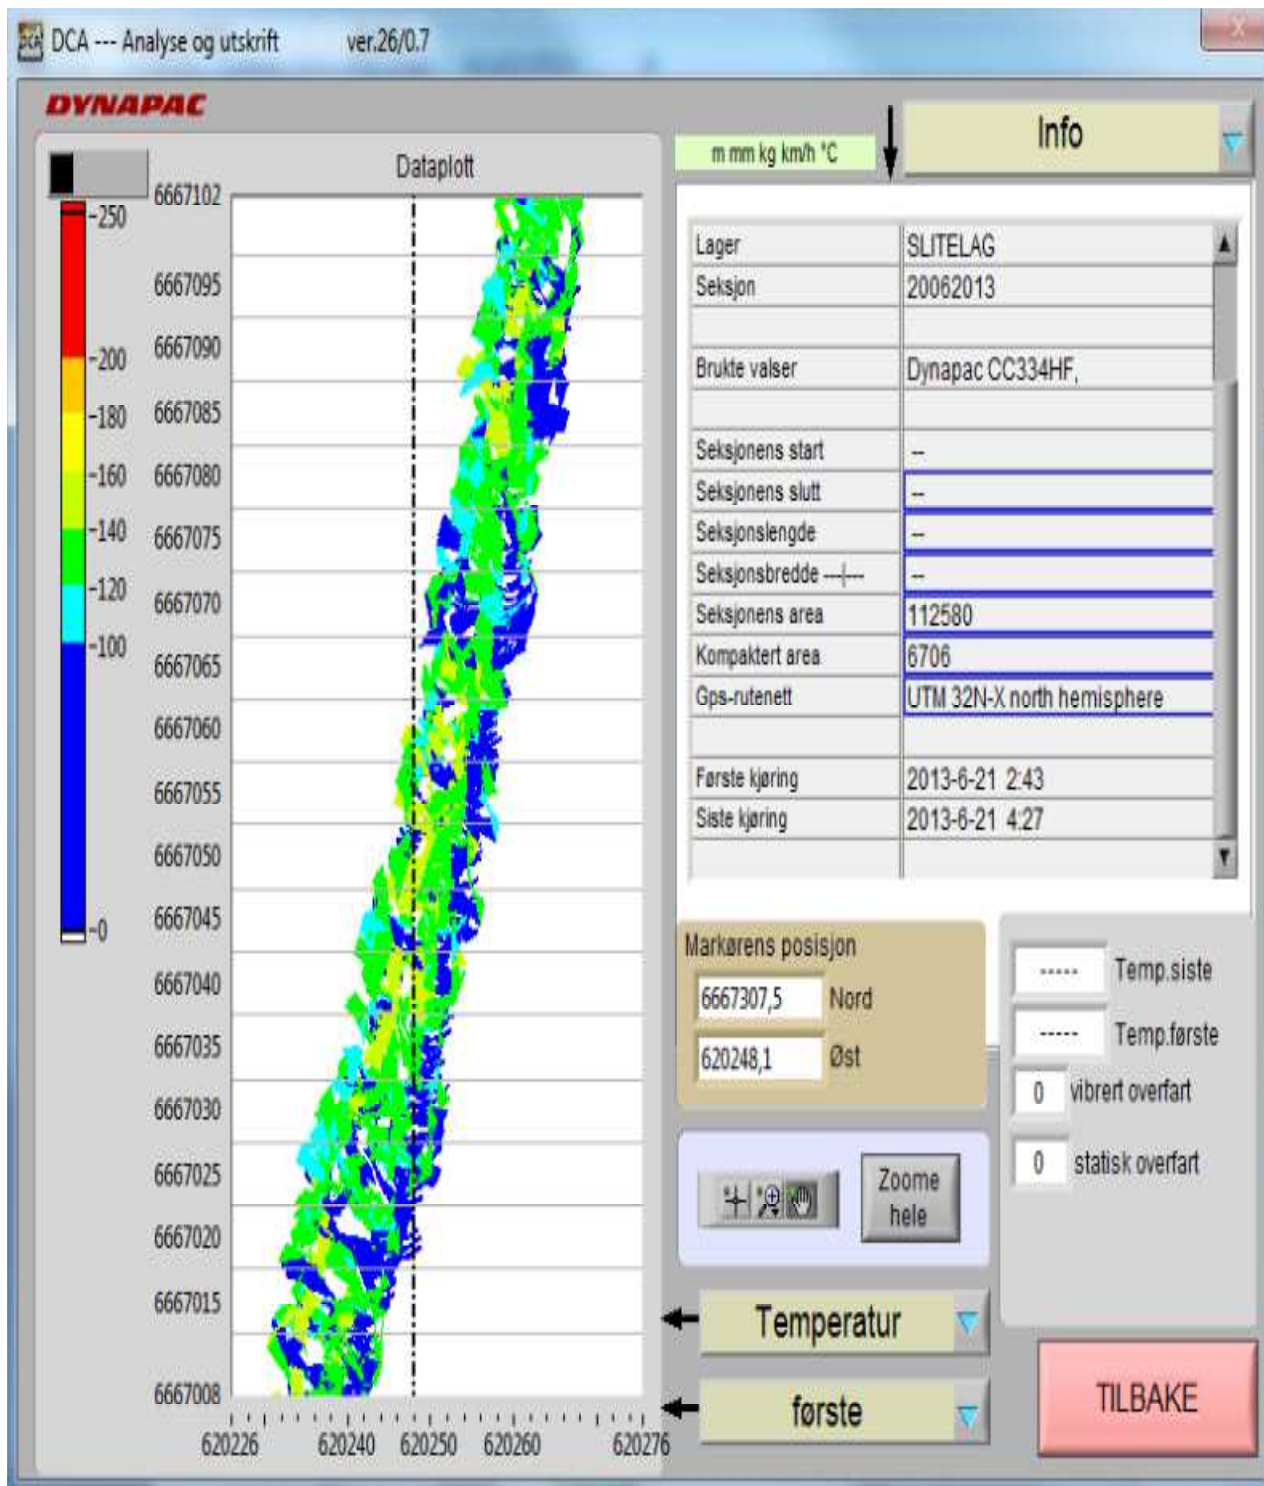 DCA --- Analyse og utskrift ver.26/0.7
DYNAPAC
Dataplott
-250
-200
-180
-160
-140
-120
-100
-0
6667102
6667095
6667090
6667085
6667080
6667075
6667070
6667065
6667060
6667055
6667050
6667045
6667040
6667035
6667030
6667025
6667020
6667015
6667008
620226 620240 620250 620260 620276
m mm kg km/h °C
Info
Lager SLITELAG
Seksjon 20062013
Brukte valser Dynapac CC334HF,
Seksjonens start --
Seksjonens slutt --
Seksjonslengde --
Seksjonsbredde ---|--- --
Seksjonens area 112580
Kompaktert area 6706
Gps-rutenett UTM 32N-X north hemisphere
Første kjøring 2013-6-21 2:43
Siste kjøring 2013-6-21 4:27
Markørens posisjon
6667307,5 Nord
620248,1 Øst
----- Temp.siste
----- Temp.første
0 vibrert overfart
0 statisk overfart
Zoome
hele
Temperatur
første
TILBAKE